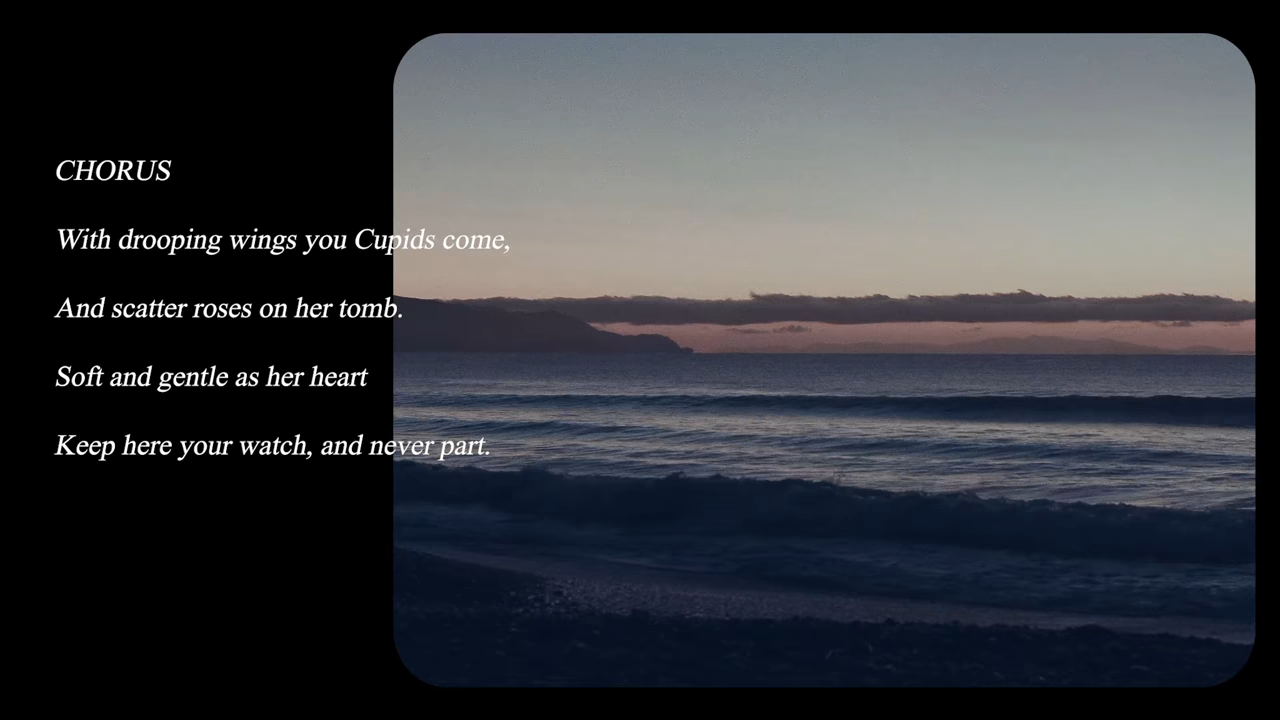 CHORUS
With drooping wings you Cupids come,
And scatter roses on her tomb.
Soft and gentle as her heart
Keep here your watch, and never part.